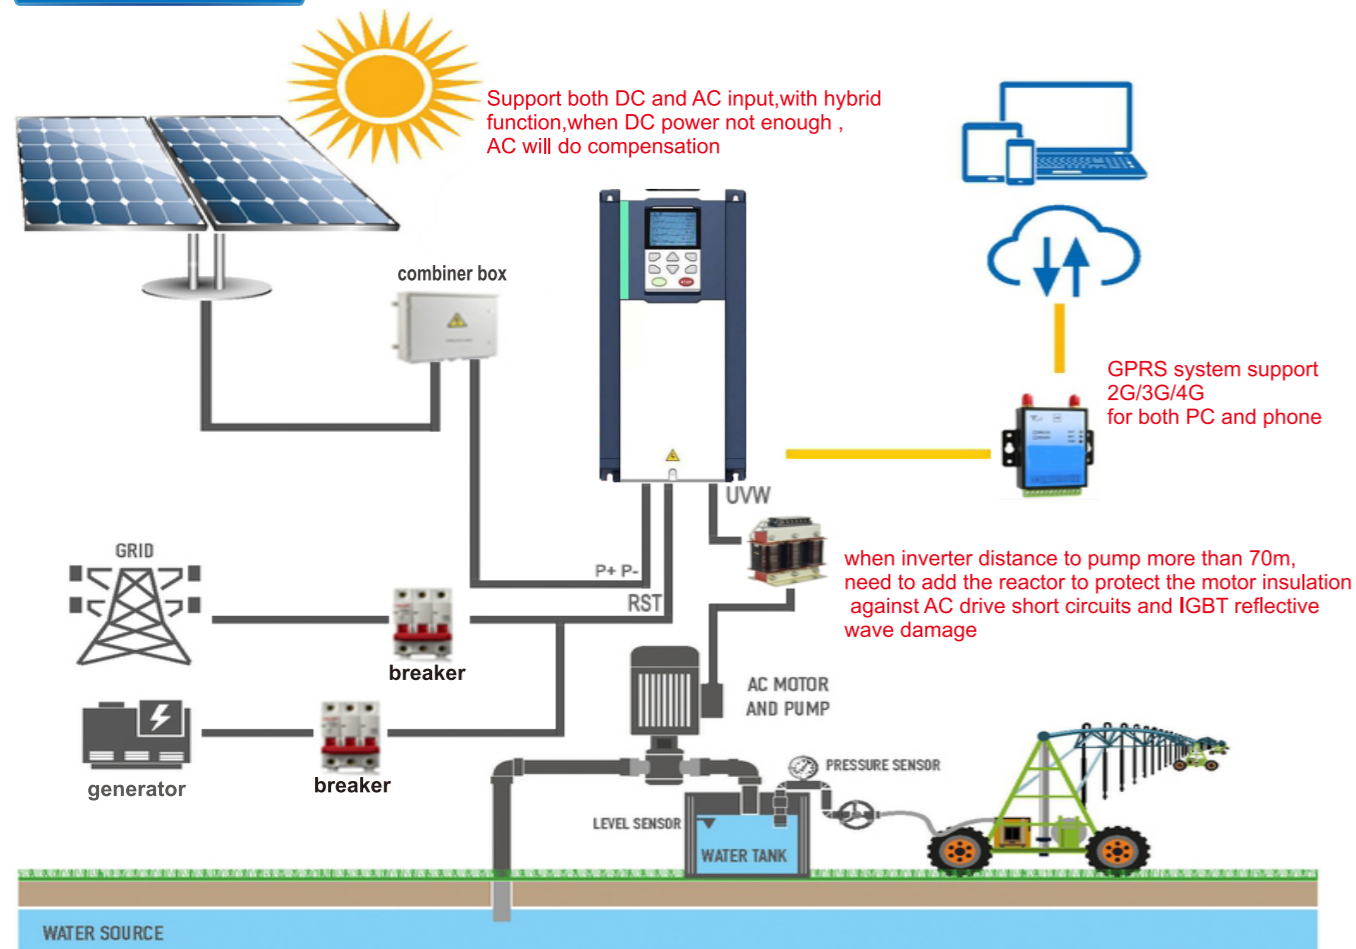 Support both DC and AC input,with hybrid
function,when DC power not enough ,
AC will do compensation
combiner box
STOP
GPRS system support
2G/3G/4G
for both PC and phone
UVW
GRID
P+ P-
RST
when inverter distance to pump more than 70m,
need to add the reactor to protect the motor insulation
against AC drive short circuits and IGBT reflective
wave damage
breaker
AC MOTOR
AND PUMP
generator
breaker
PRESSURE SENSOR
LEVEL SENSOR
WATER TANK
WATER SOURCE